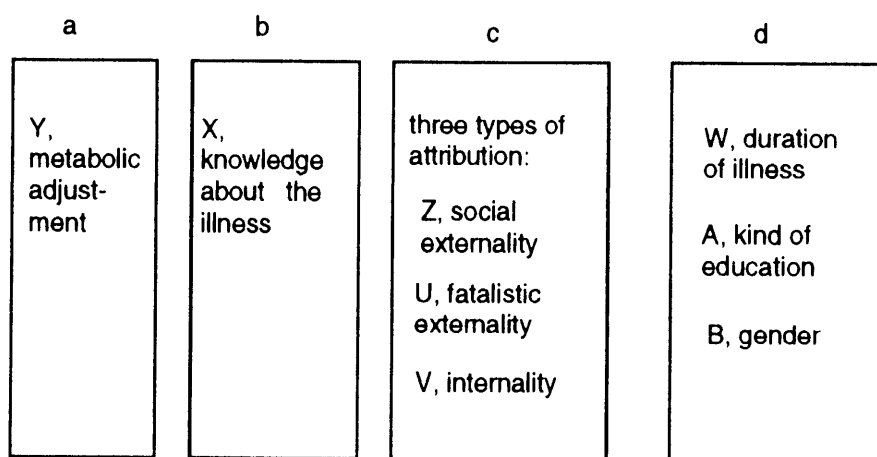 a
b
c
d
Y,
metabolic
adjust-
ment
X,
knowledge
about the
illness
three types of
attribution:
Z, social
externality
U, fatalistic
externality
V, internality
W, duration
of illness
A, kind of
education
B, gender